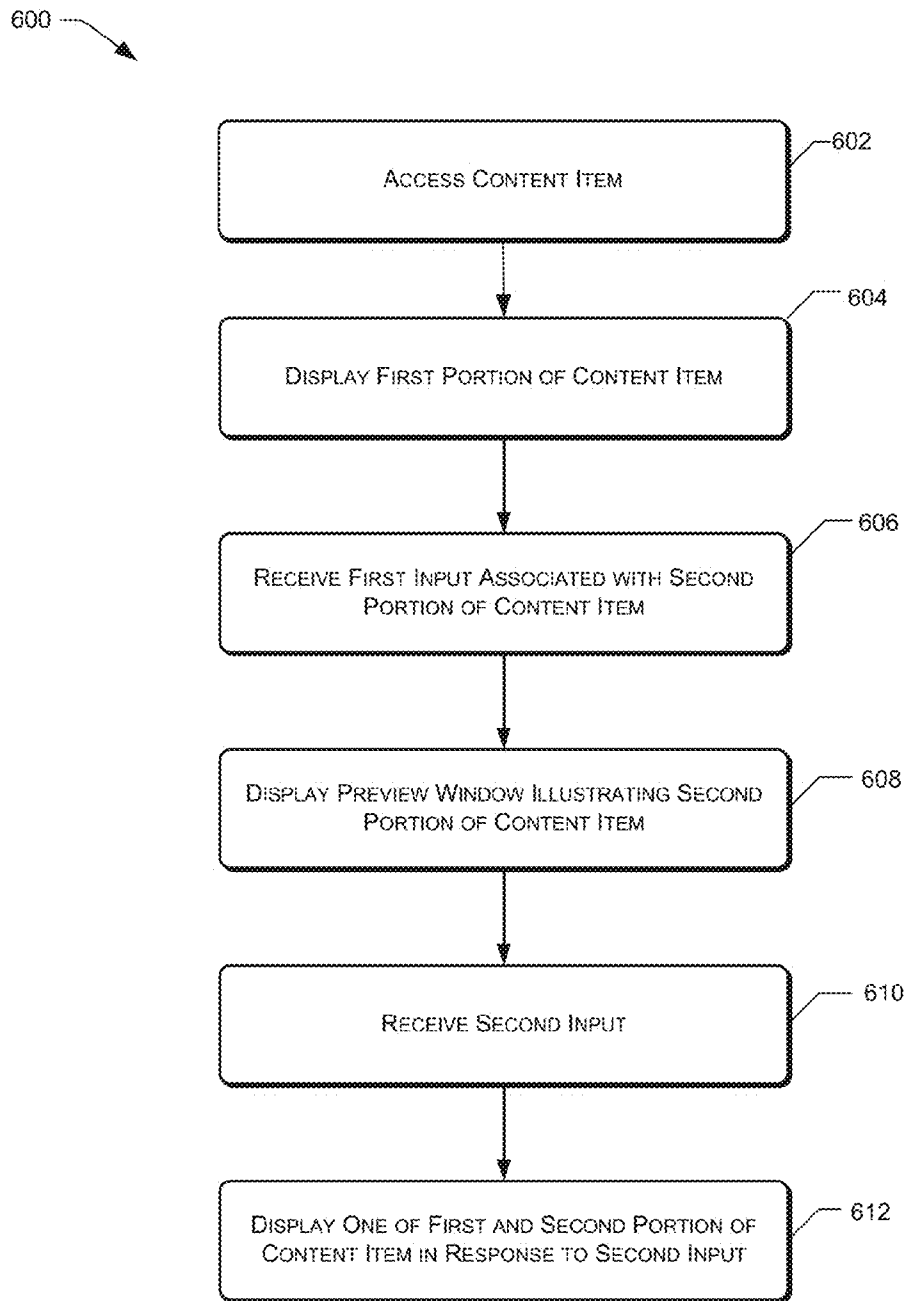 600
602
ACCESS CONTENT ITEM
604
DISPLAY FIRST PORTION OF CONTENT ITEM
606
RECEIVE FIRST INPUT ASSOCIATED WITH SECOND
PORTION OF CONTENT ITEM
608
DISPLAY PREVIEW WINDOW ILLUSTRATING SECOND
PORTION OF CONTENT ITEM
610
RECEIVE SECOND INPUT
612
DISPLAY ONE OF FIRST AND SECOND PORTION OF
CONTENT ITEM IN RESPONSE TO SECOND INPUT